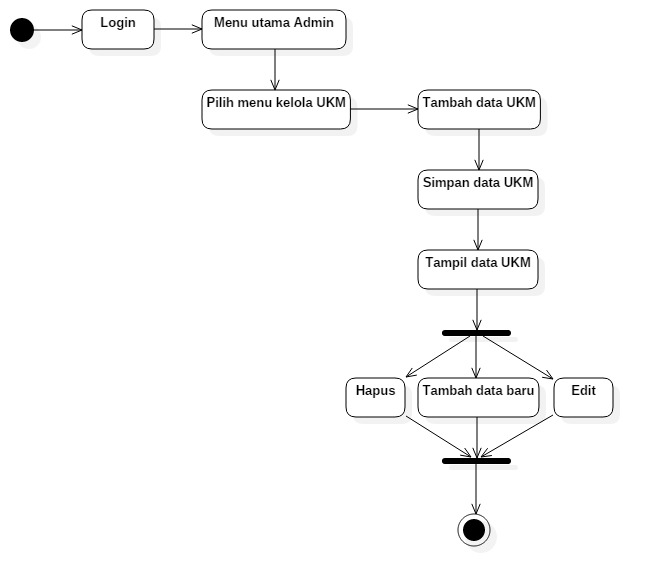 Login
Menu utama Admin
Pilih menu kelola UKM
Tambah data UKM
Simpan data UKM
Tampil data UKM
Hapus
Tambah data baru
Edit